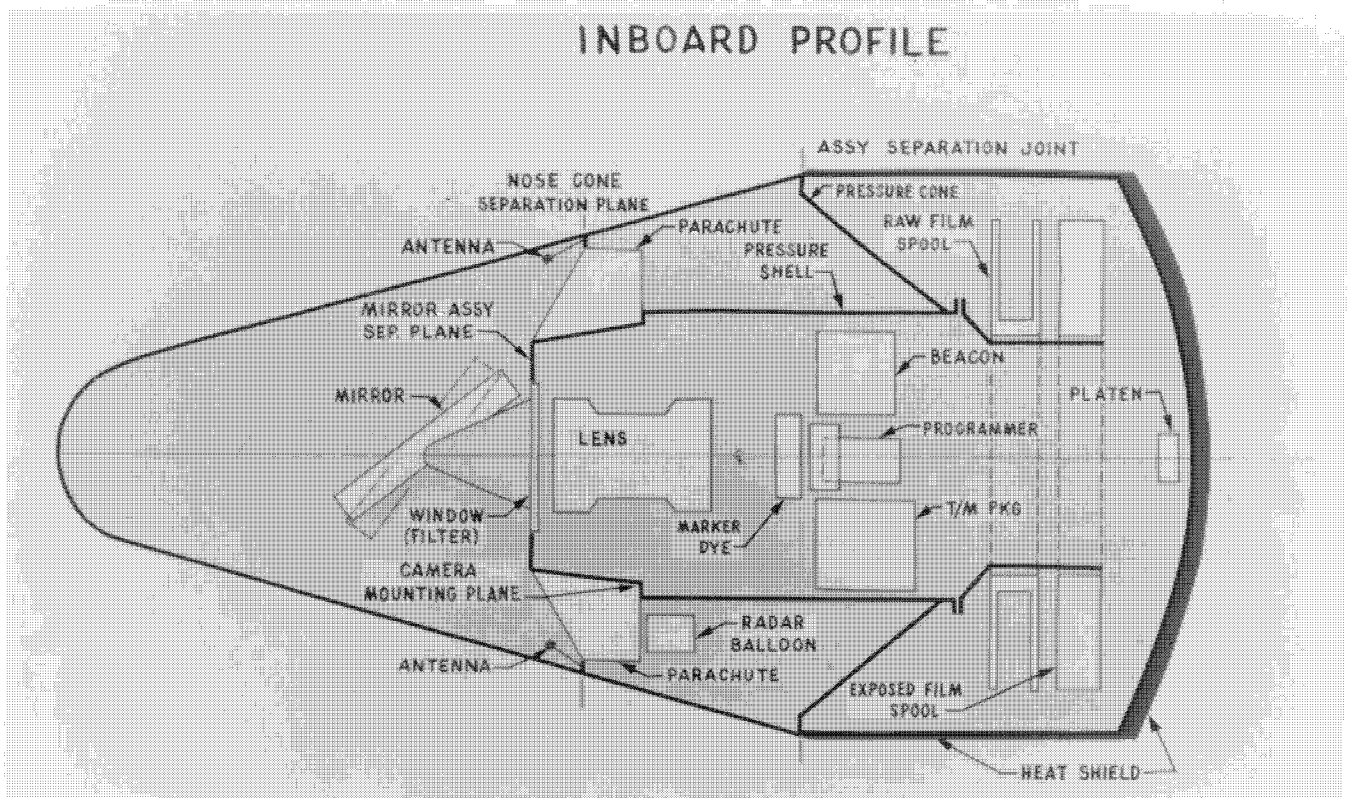 INBOARD PROFILE
ASSY SEPARATION JOINT
NOSE CONE
SEPARATION PLANE
PRESSURE CONE
ANTENNA
PARACHUTE
RAW FILM
SPOOL
PRESSURE
SHELL
MIRROR ASSY
SEP. PLANE
BEACON
MIRROR
PLATEN
LENS
PROGRAMMER
WINDOW
(FILTER)
MARKER
DYE
T/M PKG
CAMERA
MOUNTING PLANE
RADAR
BALLOON
ANTENNA
PARACHUTE
EXPOSED FILM
SPOOL
HEAT SHIELD